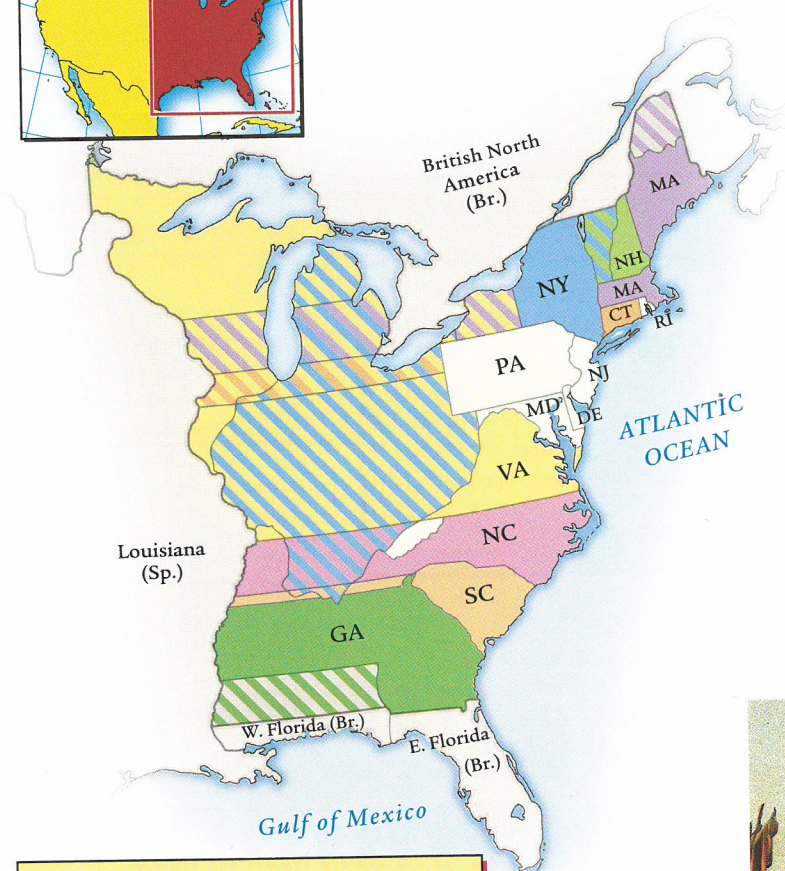 British North
America
(Br.)
MA
NH
NY
MA
CT
RI
PA
NJ
MD
DE
ATLANTIC
OCEAN
VA
Louisiana
(Sp.)
NC
SC
GA
W. Florida (Br.)
E. Florida
(Br.)
Gulf of Mexico